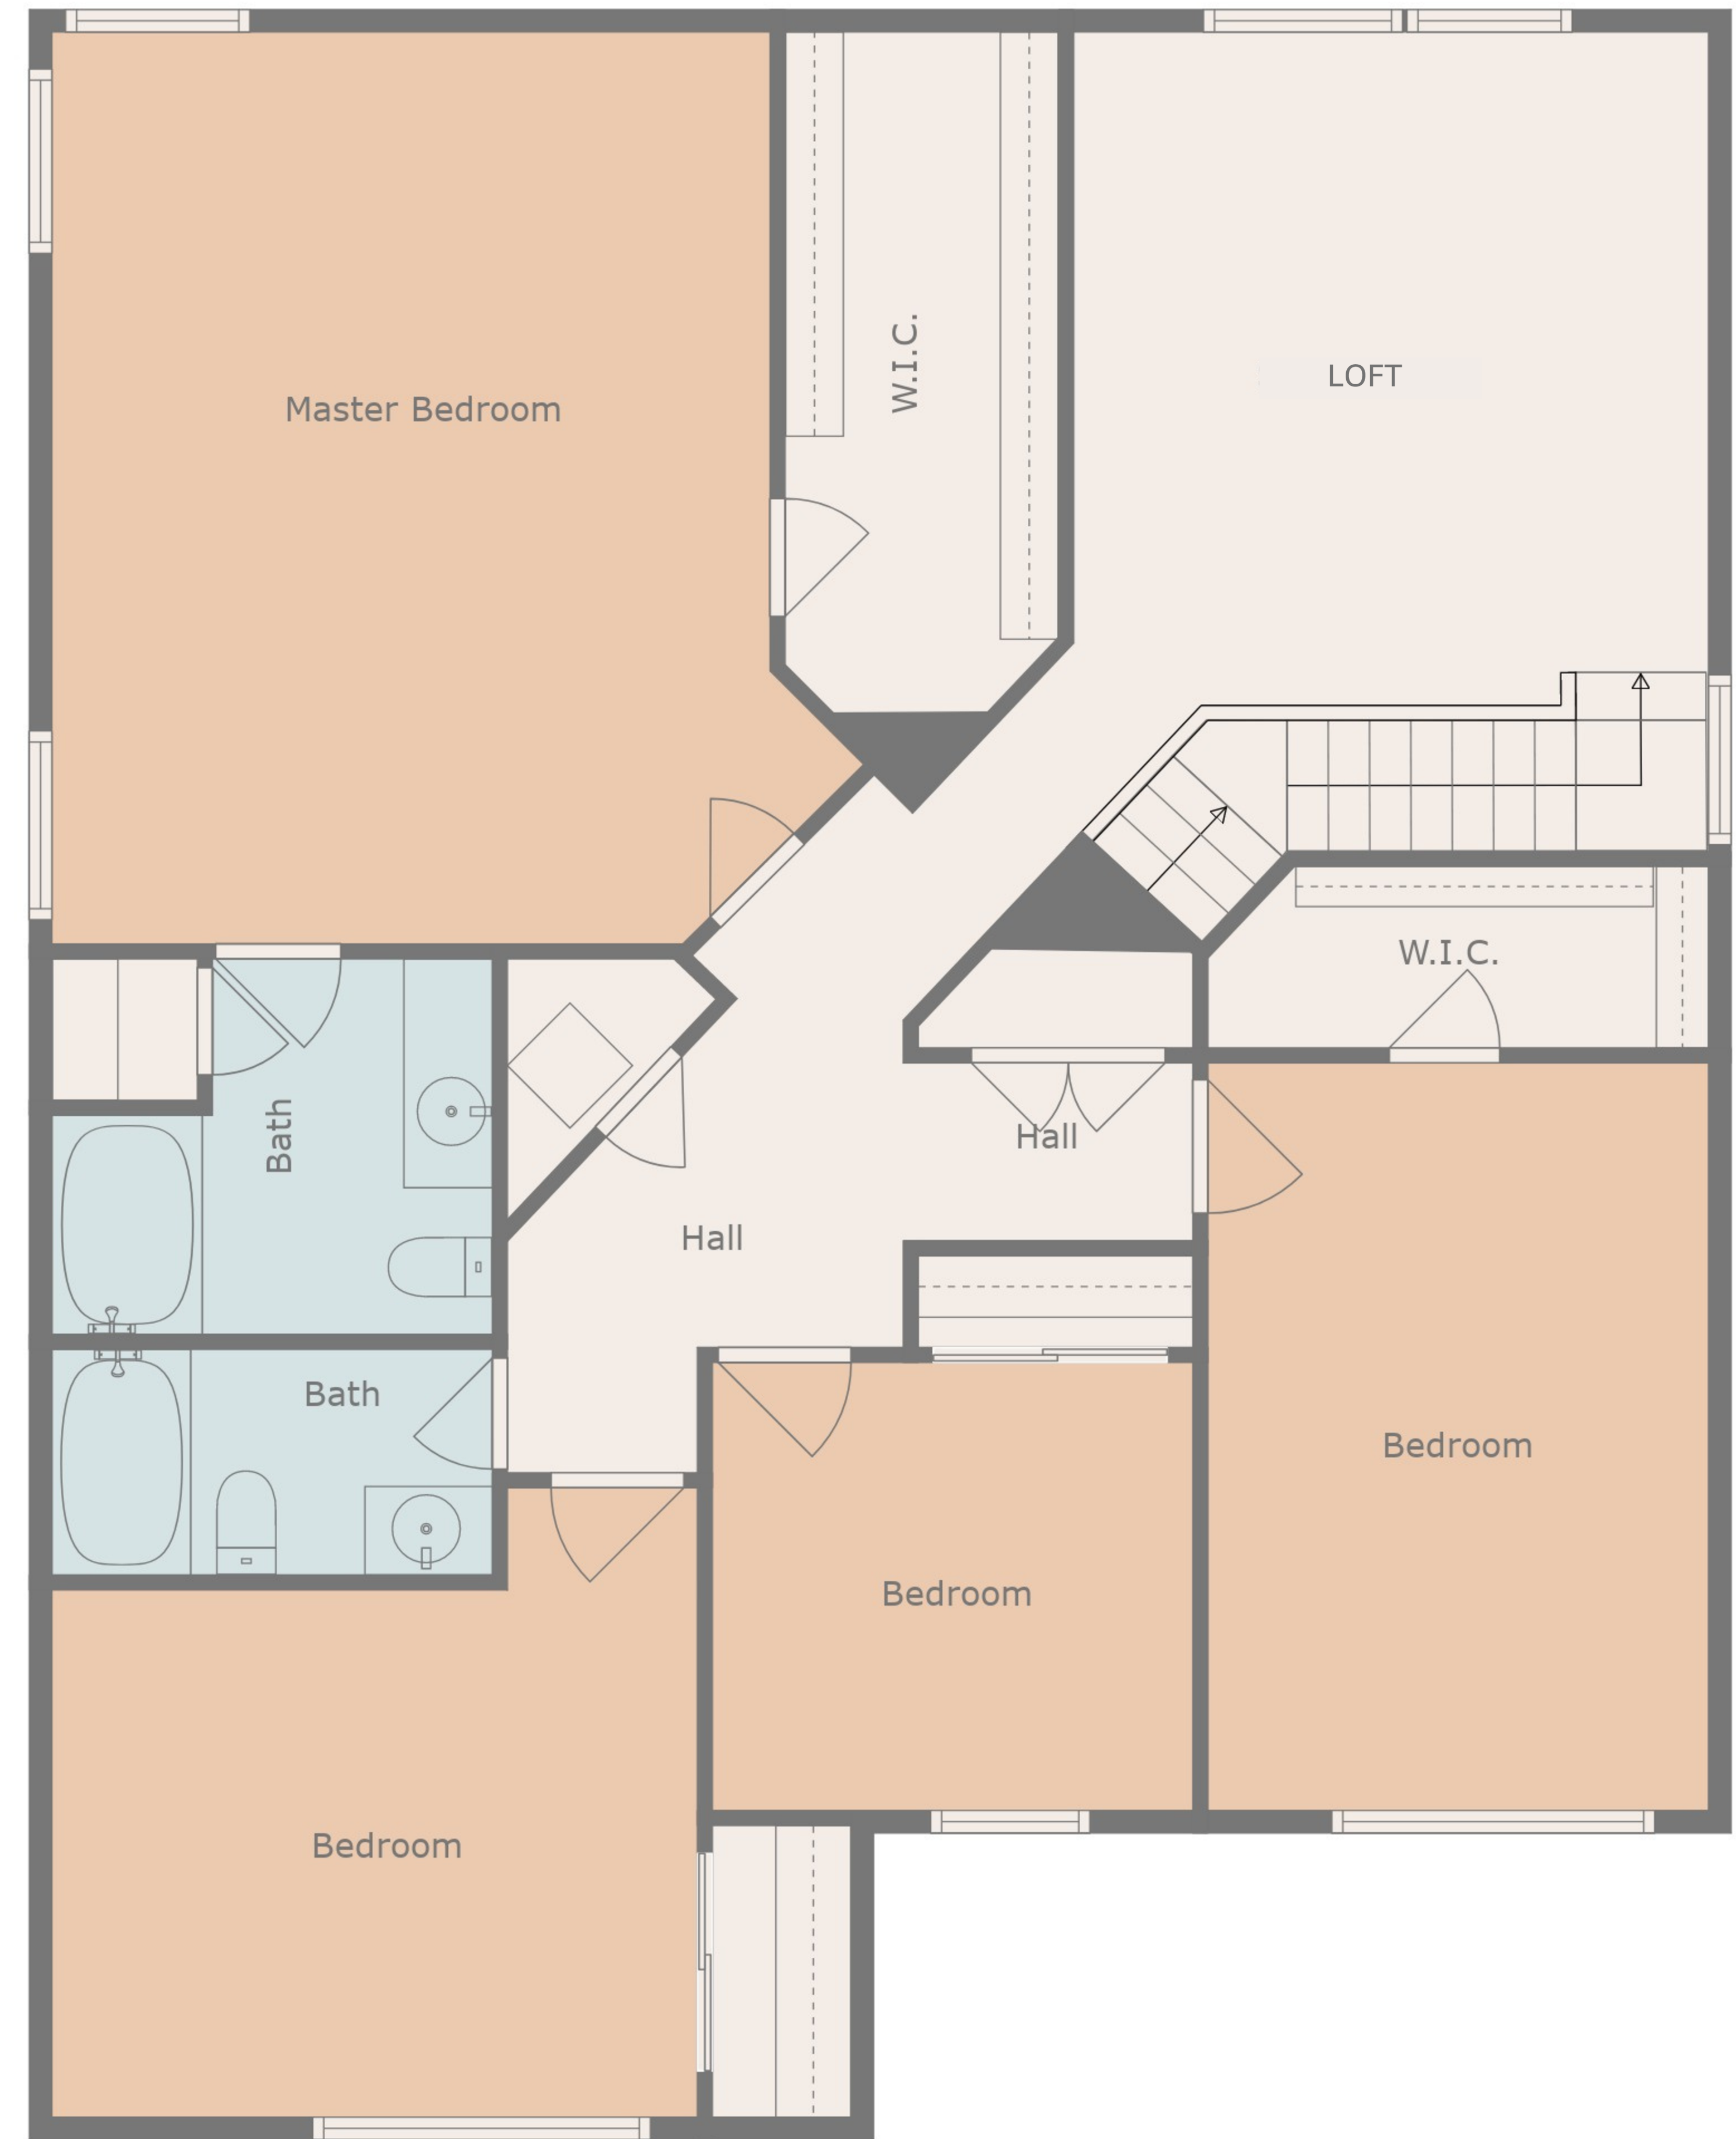 W.I.C.
LOFT
Master Bedroom
W.I.C.
Bath
Hall
Hall
Bath
Bedroom
Bedroom
Bedroom